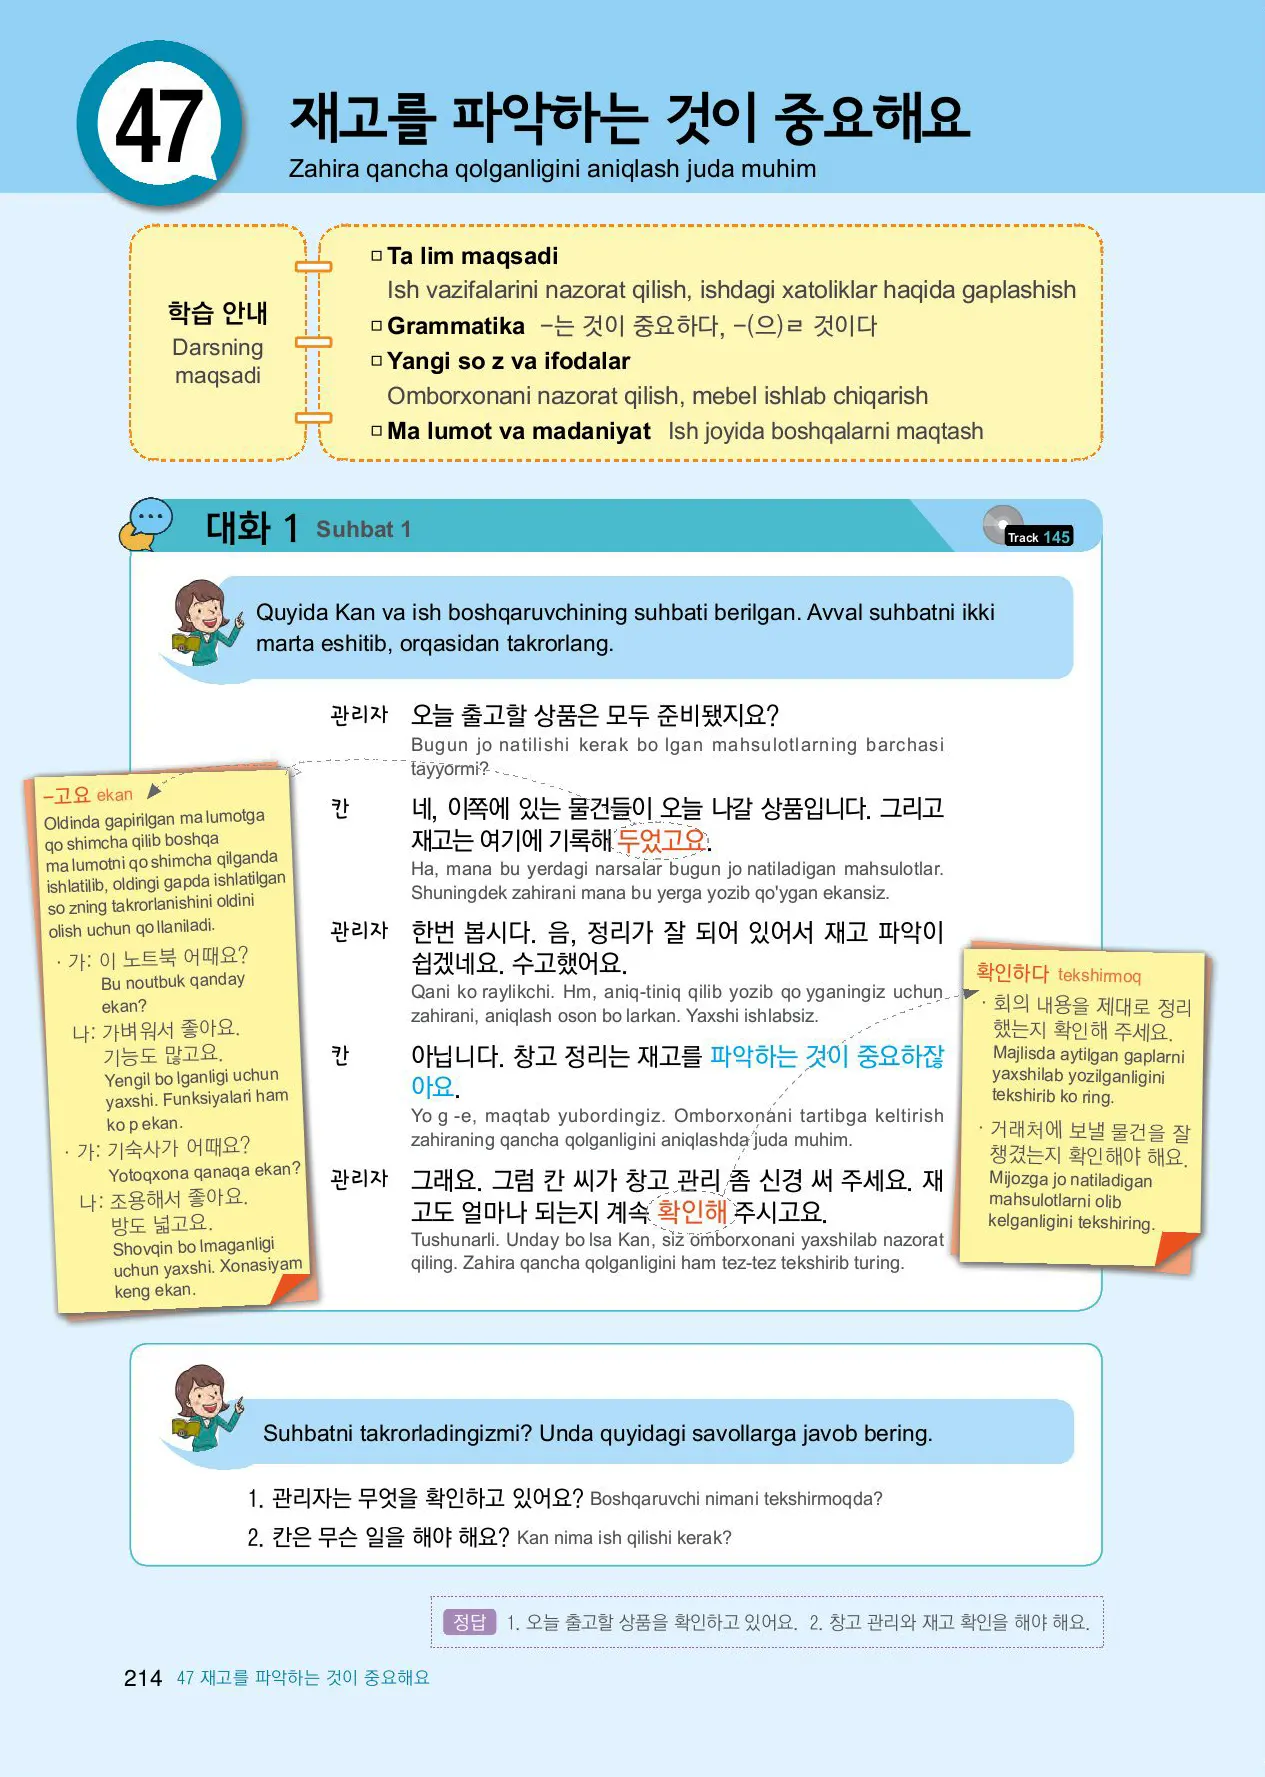 47
재고를 파악하는 것이 중요해요
Zahira qancha qolganligini aniqlash juda muhim
학습 안내
Darsning
maqsadi
Ta lim maqsadi
Ish vazifalarini nazorat qilish, ishdagi xatoliklar haqida gaplashish
Grammatika -는 것이 중요하다, -(으)ㄹ 것이다
Yangi so z va ifodalar
Omborxonani nazorat qilish, mebel ishlab chiqarish
Ma lumot va madaniyat Ish joyida boshqalarni maqtash
대화 1 Suhbat 1
Track 145
Quyida Kan va ish boshqaruvchining suhbati berilgan. Avval suhbatni ikki
marta eshitib, orqasidan takrorlang.
관리자 오늘 출고할 상품은 모두 준비됐지요?
Bugun jo natilishi kerak bo lgan mahsulotlarning barchasi
tayyormi?
칸 네, 이쪽에 있는 물건들이 오늘 나갈 상품입니다. 그리고
재고는 여기에 기록해 두었고요.
Ha, mana bu yerdagi narsalar bugun jo natiladigan mahsulotlar.
Shuningdek zahirani mana bu yerga yozib qo'ygan ekansiz.
관리자 한번 봅시다. 음, 정리가 잘 되어 있어서 재고 파악이
쉽겠네요. 수고했어요.
Qani ko raylikchi. Hm, aniq-tiniq qilib yozib qo yganingiz uchun
zahirani, aniqlash oson bo larkan. Yaxshi ishlabsiz.
칸 아닙니다. 창고 정리는 재고를 파악하는 것이 중요하잖
아요.
Yo g -e, maqtab yubordingiz. Omborxonani tartibga keltirish
zahiraning qancha qolganligini aniqlashda juda muhim.
관리자 그래요. 그럼 칸 씨가 창고 관리 좀 신경 써 주세요. 재
고도 얼마나 되는지 계속 확인해 주시고요.
Tushunarli. Unday bo lsa Kan, siz omborxonani yaxshilab nazorat
qiling. Zahira qancha qolganligini ham tez-tez tekshirib turing.
-고요 ekan
Oldinda gapirilgan ma lumotga
qo shimcha qilib boshqa
ma lumotni qo shimcha qilganda
ishlatilib, oldingi gapda ishlatilgan
so zning takrorlanishini oldini
olish uchun qo llaniladi.
· 가: 이 노트북 어때요?
Bu noutbuk qanday
ekan?
나: 가벼워서 좋아요.
기능도 많고요.
Yengil bo lganligi uchun
yaxshi. Funksiyalari ham
ko p ekan.
· 가: 기숙사가 어때요?
Yotoqxona qanaqa ekan?
나: 조용해서 좋아요.
방도 넓고요.
Shovqin bo lmaganligi
uchun yaxshi. Xonasiyam
keng ekan.
확인하다 tekshirmoq
· 회의 내용을 제대로 정리
했는지 확인해 주세요.
Majlisda aytilgan gaplarni
yaxshilab yozilganligini
tekshirib ko ring.
· 거래처에 보낼 물건을 잘
챙겼는지 확인해야 해요.
Mijozga jo natiladigan
mahsulotlarni olib
kelganligini tekshiring.
Suhbatni takrorladingizmi? Unda quyidagi savollarga javob bering.
1. 관리자는 무엇을 확인하고 있어요? Boshqaruvchi nimani tekshirmoqda?
2. 칸은 무슨 일을 해야 해요? Kan nima ish qilishi kerak?
정답 1. 오늘 출고할 상품을 확인하고 있어요. 2. 창고 관리와 재고 확인을 해야 해요.
214 47 재고를 파악하는 것이 중요해요